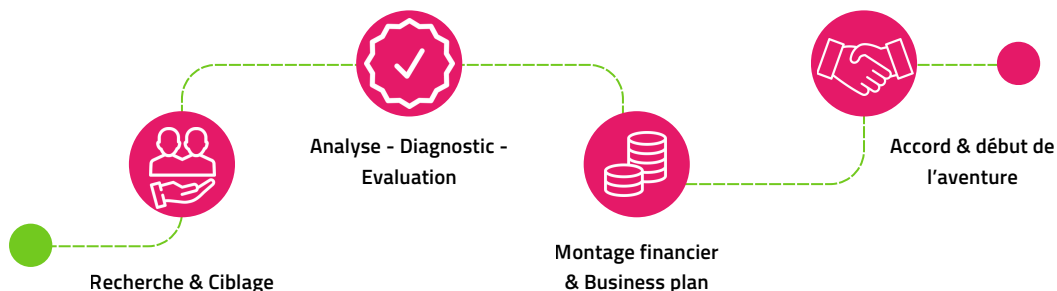 Recherche & Ciblage
Analyse - Diagnostic -
Evaluation
Montage financier
& Business plan
Accord & début de
l'aventure